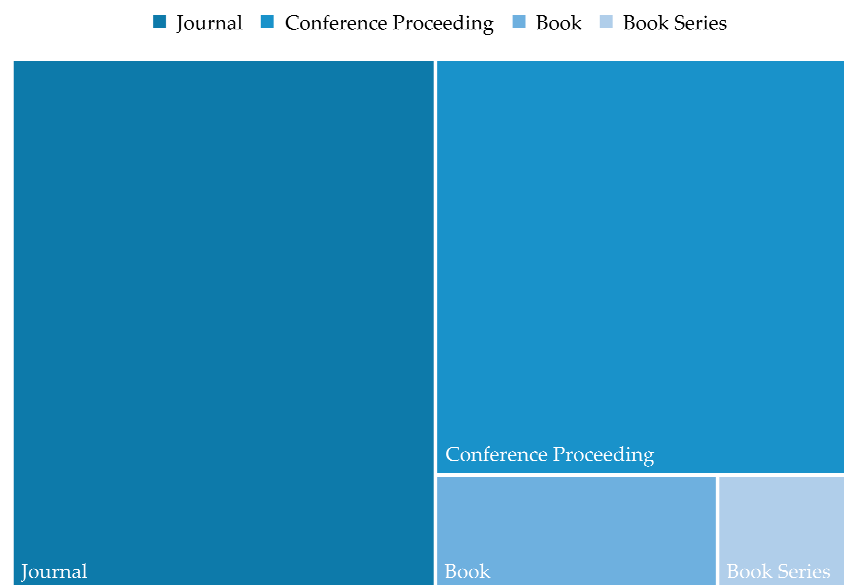 Journal Conference Proceeding Book Book Series
Conference Proceeding
Journal Book Book Series